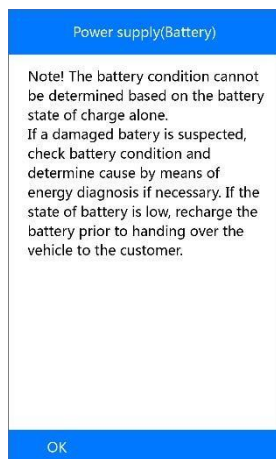 Power supply(Battery)
Note! The battery condition cannot
be determined based on the battery
state of charge alone.
If a damaged batery is suspected,
check battery condition and
determine cause by means of
energy diagnosis if necessary. If the
state of battery is low, recharge the
battery prior to handing over the
vehicle to the customer.
OK